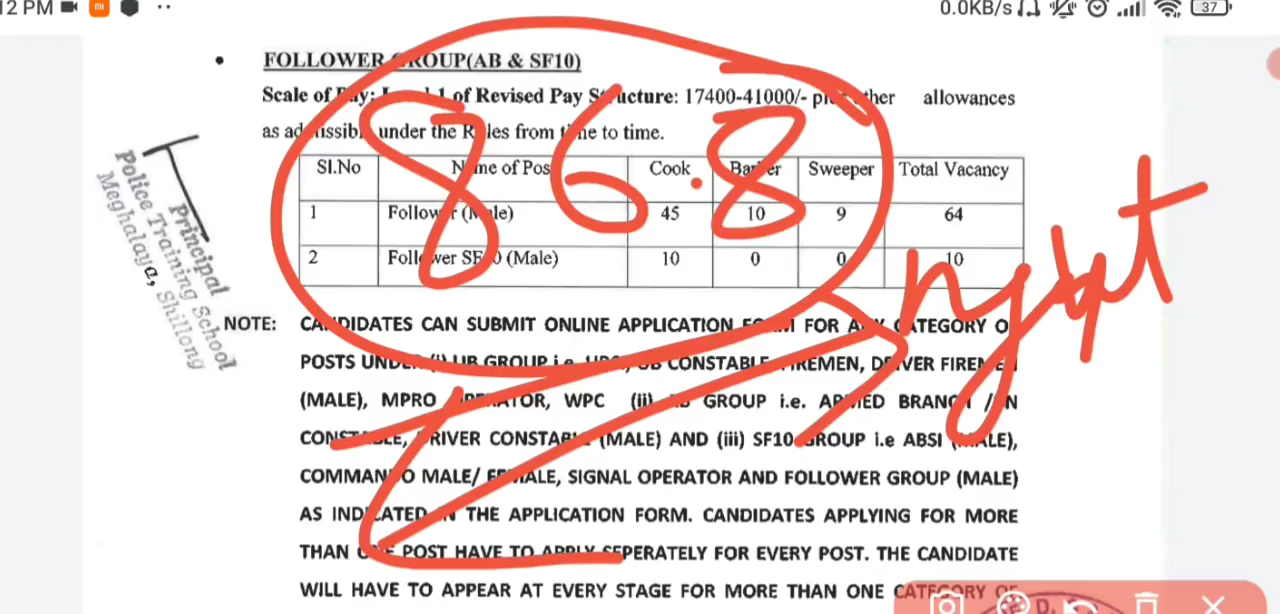 12 PM 0.0KB/s 37
• FOLLOWER GROUP(AB & SF10)
Scale of Pay: Level 1 of Revised Pay Structure: 17400-41000/- plus other allowances
as admissible under the Rules from time to time.
Sl.No Name of Post Cook Barber Sweeper Total Vacancy
1 Follower (Male) 45 10 9 64
2 Follower SF10 (Male) 10 0 0 10
86.8
Principal
Police Training School
Meghalaya, Shillong
NOTE: CANDIDATES CAN SUBMIT ONLINE APPLICATION FORM FOR ANY CATEGORY OF
POSTS UNDER (i) UB GROUP i.e. UBC, UB CONSTABLE FIREMEN, DRIVER FIREMEN
(MALE), MPRO OPERATOR, WPC (ii) AB GROUP i.e. ARMED BRANCH / BN
CONSTABLE, DRIVER CONSTABLE (MALE) AND (iii) SF10 GROUP i.e ABSI (MALE),
COMMANDO MALE/ FEMALE, SIGNAL OPERATOR AND FOLLOWER GROUP (MALE)
AS INDICATED IN THE APPLICATION FORM. CANDIDATES APPLYING FOR MORE
THAN ONE POST HAVE TO APPLY SEPERATELY FOR EVERY POST. THE CANDIDATE
WILL HAVE TO APPEAR AT EVERY STAGE FOR MORE THAN ONE CATEGORY OF